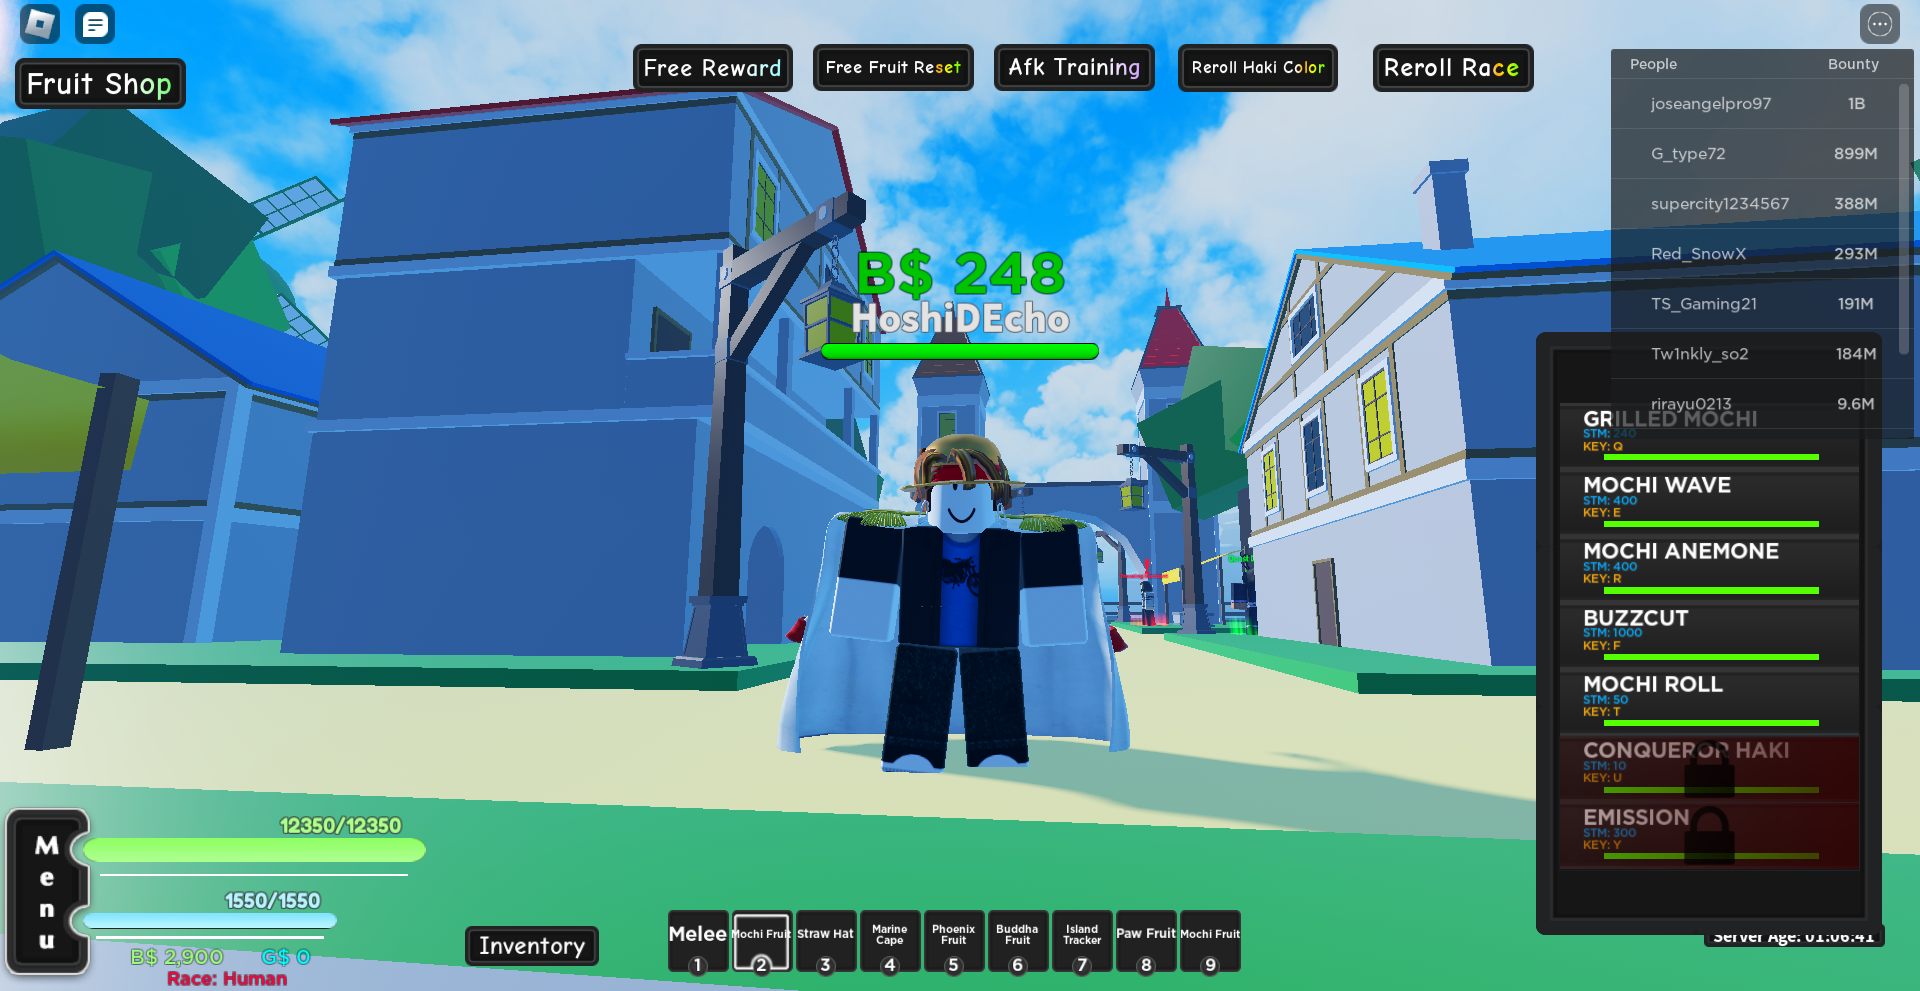 Fruit Shop
Free Reward
Free Fruit Reset
Afk Training
Reroll Haki Color
Reroll Race
People Bounty
joseangelpro97 1B
G_type72 899M
supercity1234567 388M
Red_SnowX 293M
TS_Gaming21 191M
Tw1nkly_so2 184M
rirayu0213 9.6M
B$ 248
HoshiDEcho
GRILLED MOCHI
STM: 240
KEY: Q
MOCHI WAVE
STM: 400
KEY: E
MOCHI ANEMONE
STM: 400
KEY: R
BUZZCUT
STM: 1000
KEY: F
MOCHI ROLL
STM: 50
KEY: T
CONQUEROR HAKI
STM: 10
KEY: U
EMISSION
STM: 300
KEY: Y
Server Age: 01:06:41
Menu
12350/12350
1550/1550
B$ 2,900 G$ 0
Race: Human
Inventory
Melee
1
Mochi Fruit
2
Straw Hat
3
Marine
Cape
4
Phoenix
Fruit
5
Buddha
Fruit
6
Island
Tracker
7
Paw Fruit
8
Mochi Fruit
9